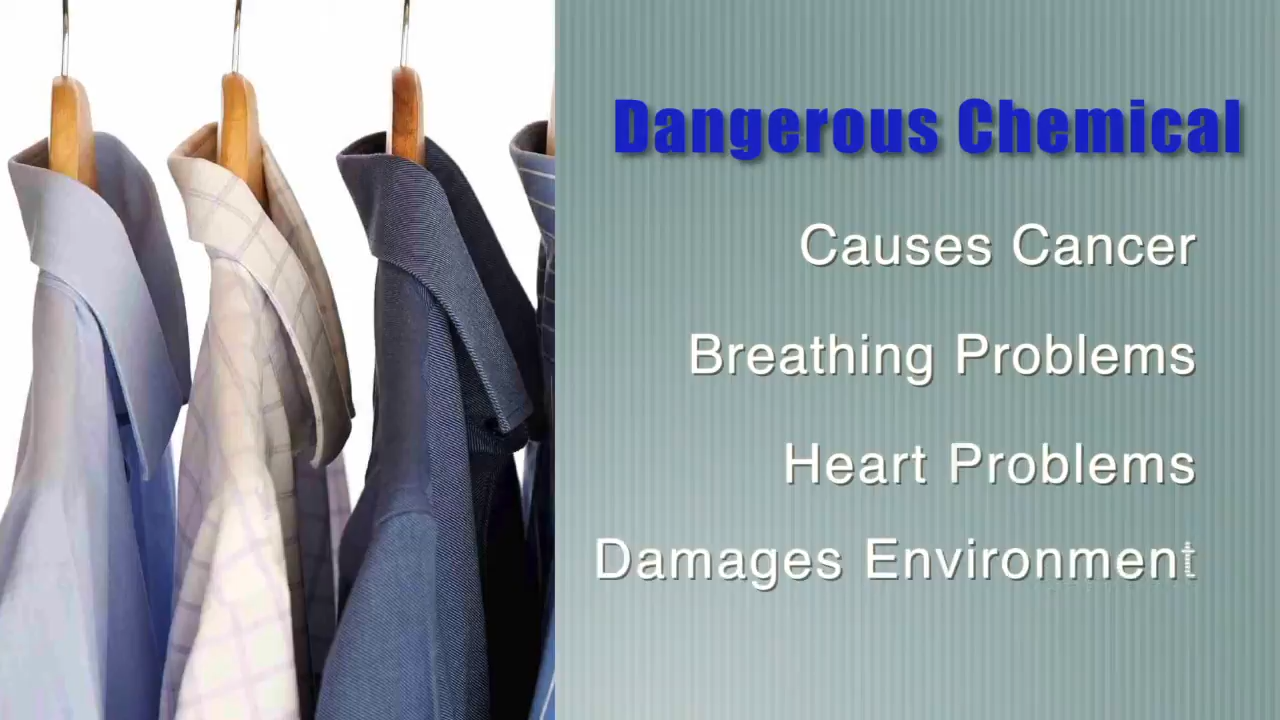 Dangerous Chemical
Causes Cancer
Breathing Problems
Heart Problems
Damages Environment